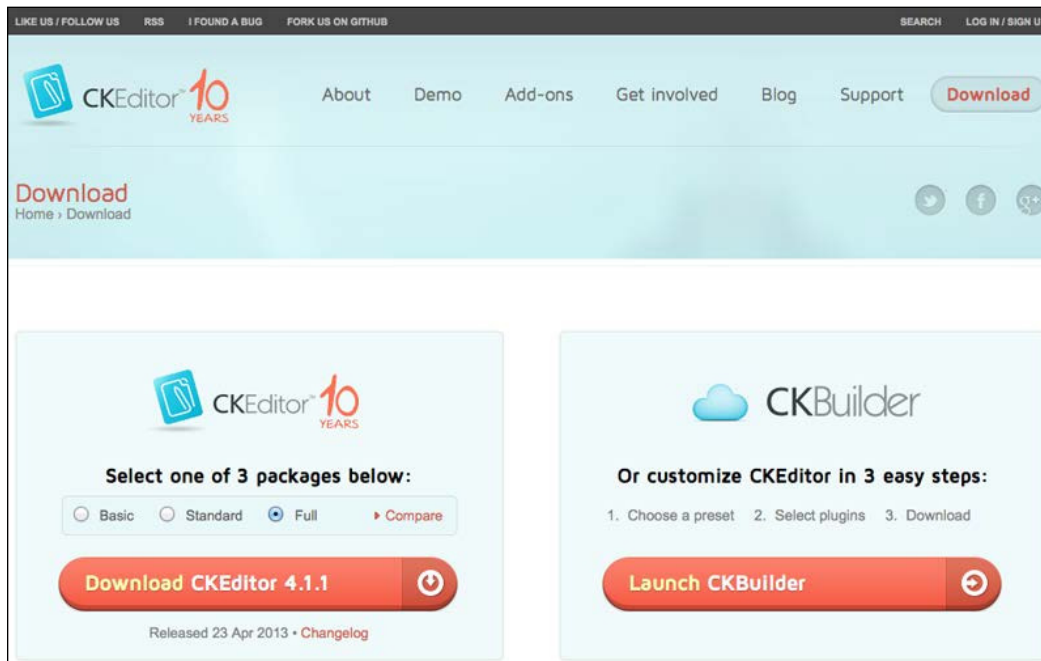 LIKE US / FOLLOW US RSS I FOUND A BUG FORK US ON GITHUB SEARCH LOG IN / SIGN U
CKEditor™ 10 YEARS About Demo Add-ons Get involved Blog Support Download
Download
Home › Download
CKEditor™ 10 YEARS
Select one of 3 packages below:
Basic Standard Full Compare
Download CKEditor 4.1.1
Released 23 Apr 2013 • Changelog
CKBuilder
Or customize CKEditor in 3 easy steps:
1. Choose a preset 2. Select plugins 3. Download
Launch CKBuilder